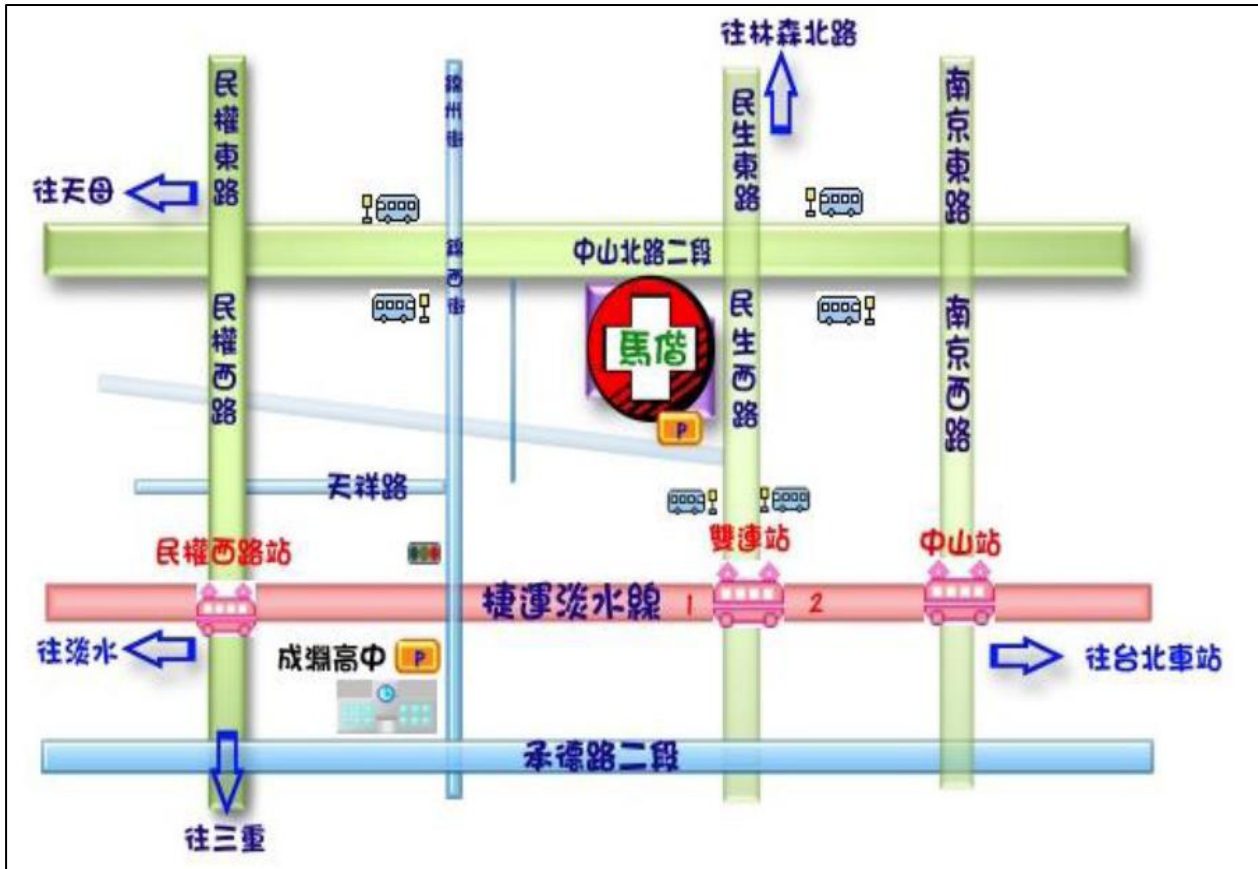 往林森北路
民權東路
錦州街
民生東路
南京東路
往天母
中山北路二段
錦西街
民權西路
馬偕
民生西路
南京西路
P
天祥路
民權西路站
雙連站
中山站
捷運淡水線
1
2
往淡水
成淵高中
P
往台北車站
承德路二段
往三重